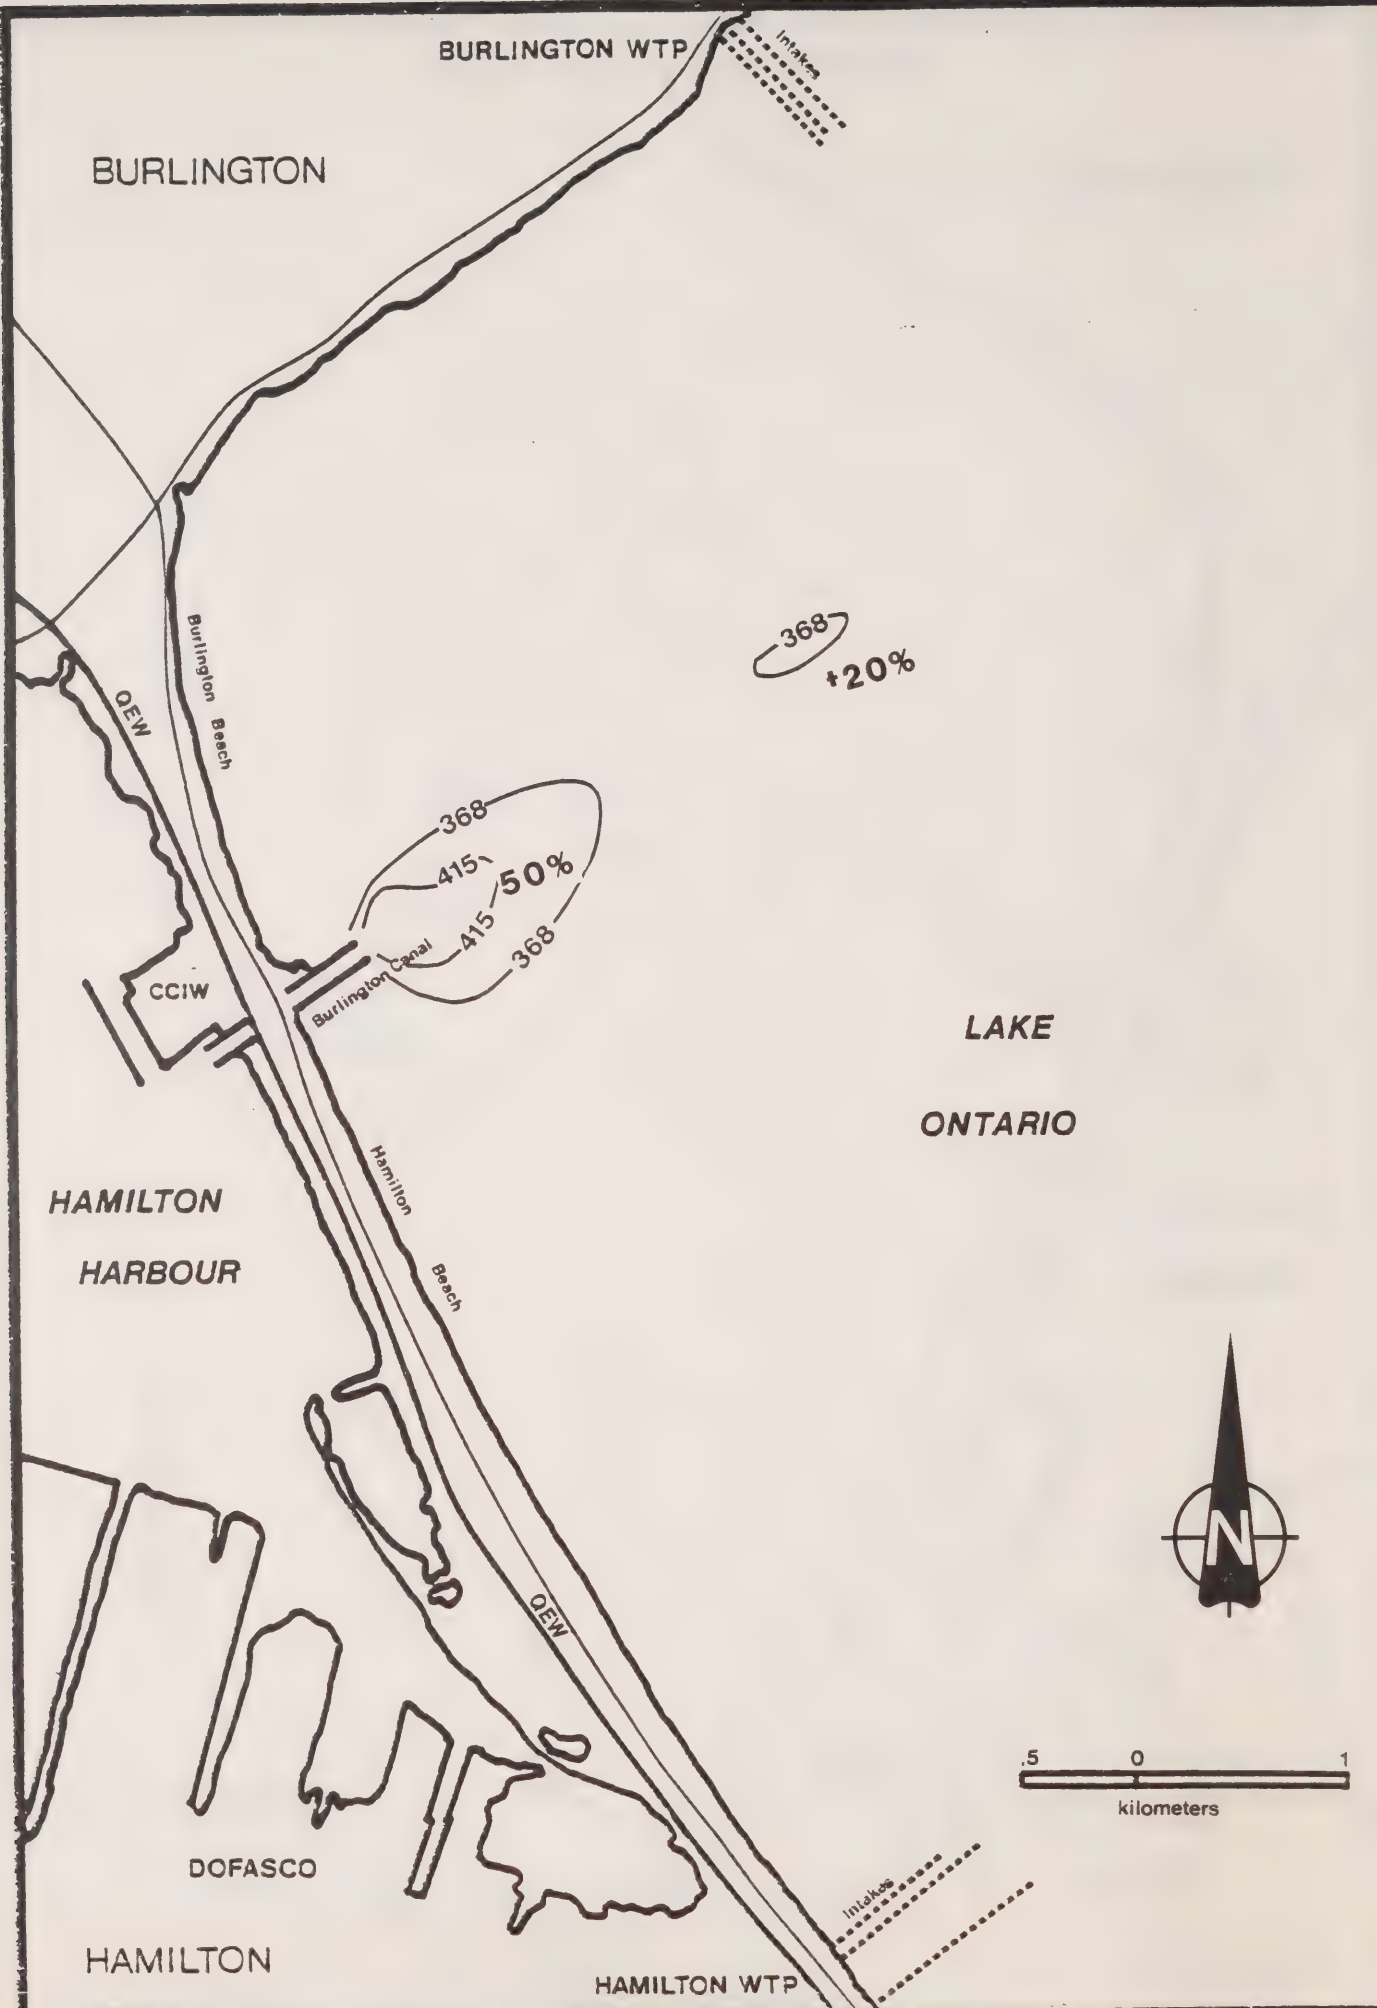 BURLINGTON WTP
Intakes
BURLINGTON
368
+20%
Burlington Beach
QEW
368
415
50%
415
368
Burlington Canal
CCIW
LAKE
ONTARIO
Hamilton
Beach
HAMILTON
HARBOUR
N
QEW
.5 0 1
kilometers
DOFASCO
Intakes
HAMILTON
HAMILTON WTP